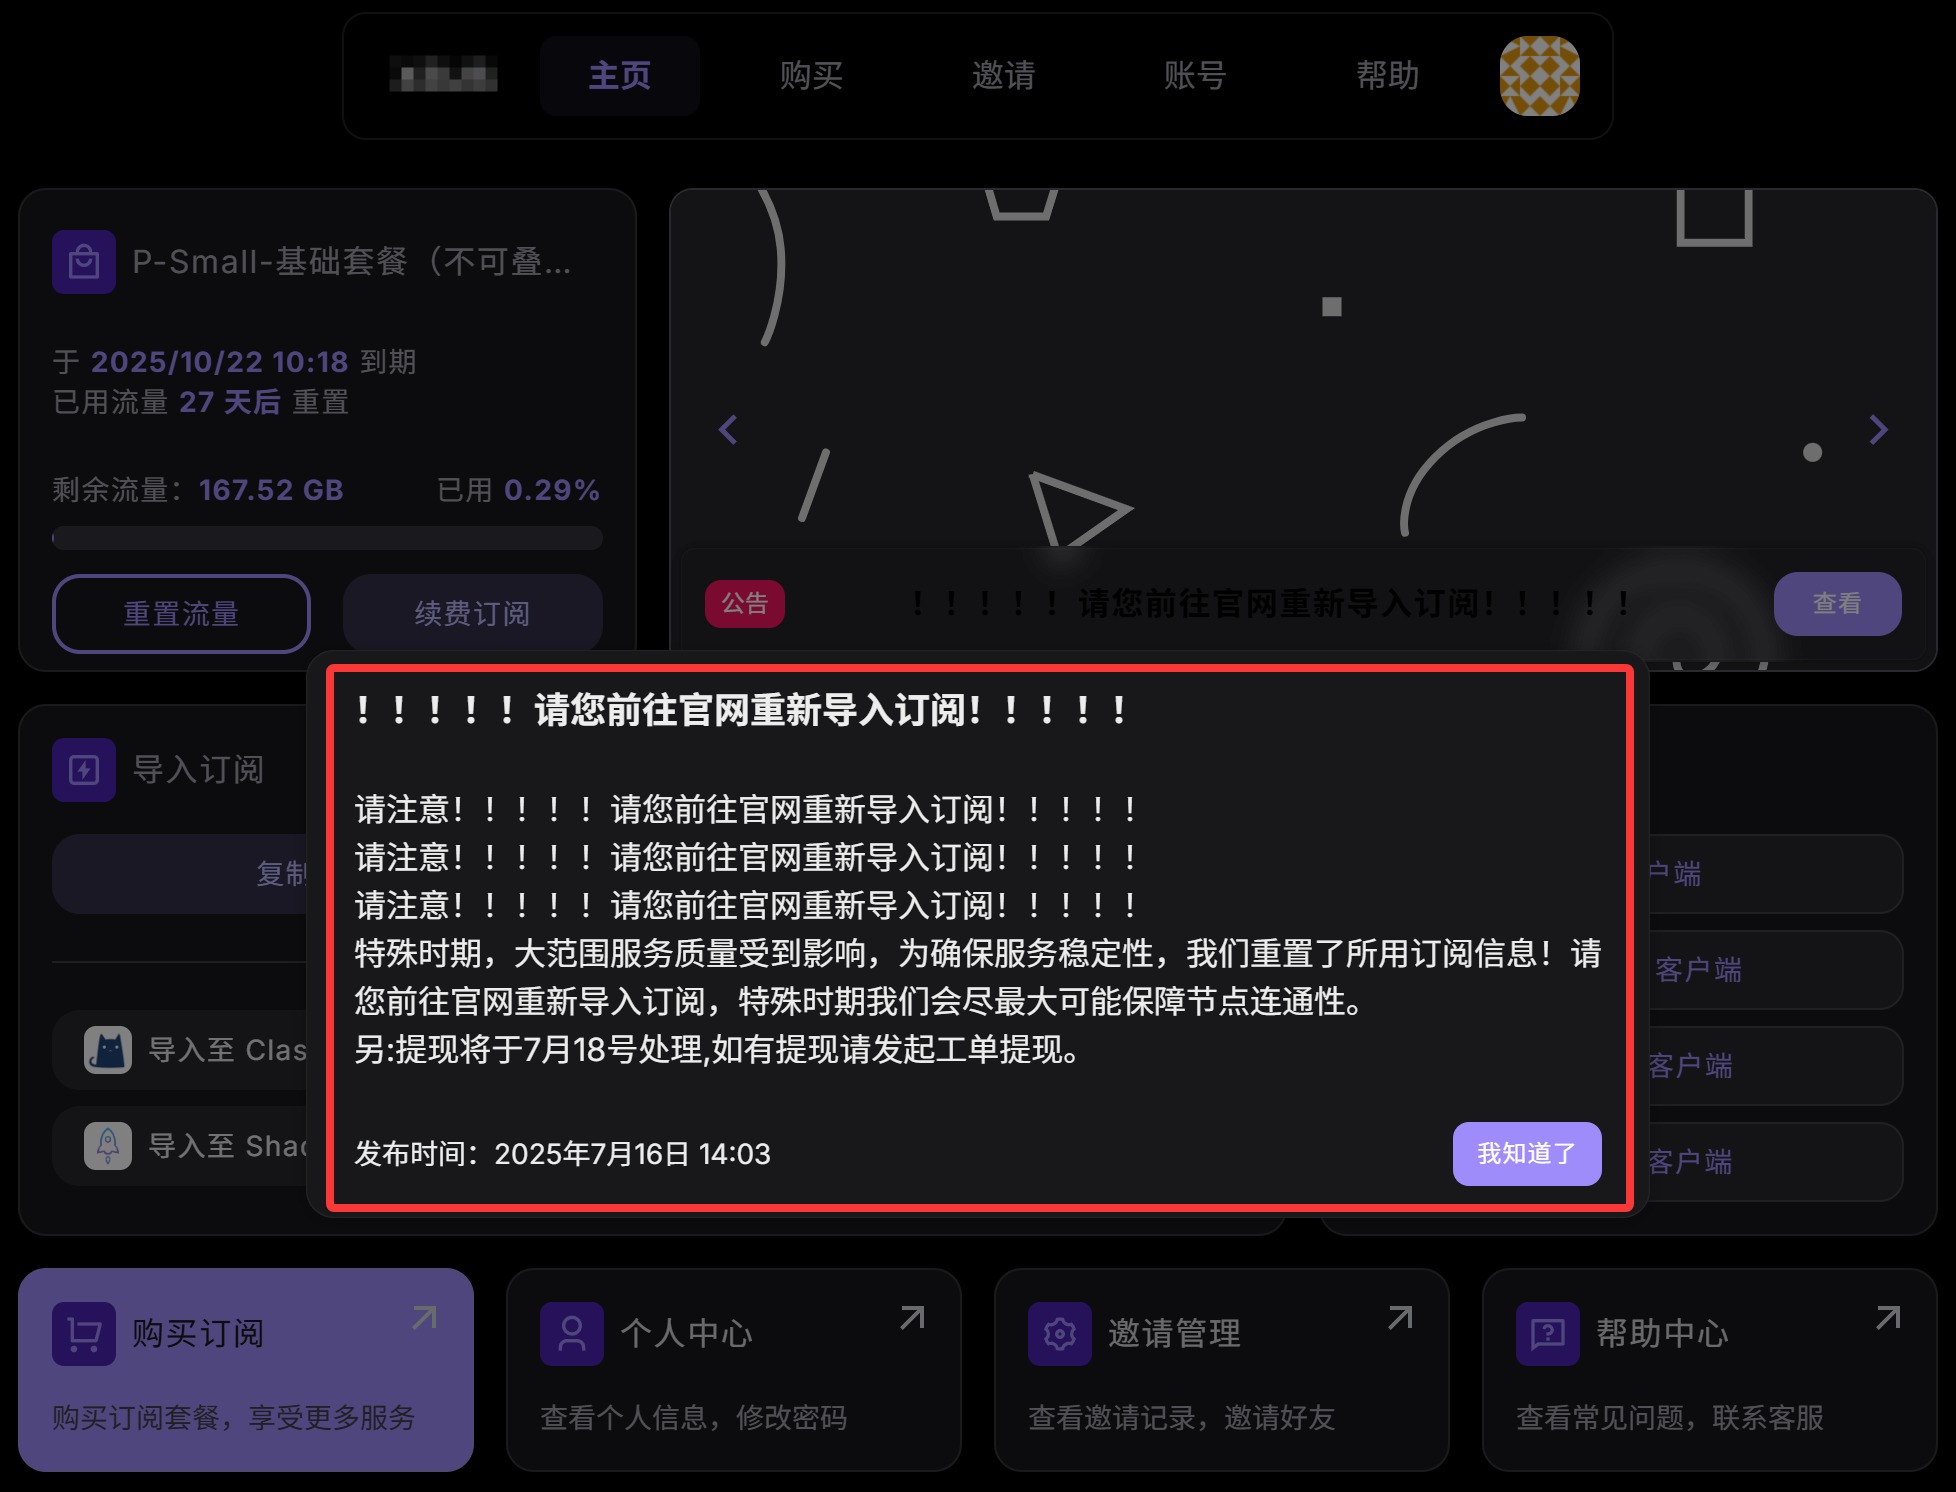 主页
购买
邀请
账号
帮助
P-Small-基础套餐（不可叠...
于 2025/10/22 10:18 到期
已用流量 27 天后 重置
剩余流量：167.52 GB
已用 0.29%
重置流量
续费订阅
公告
！！！！！请您前往官网重新导入订阅！！！！！
查看
导入订阅
复制
导入至 Clas
导入至 Shad
户端
客户端
客户端
客户端
！！！！！请您前往官网重新导入订阅！！！！！
请注意！！！！！请您前往官网重新导入订阅！！！！！
请注意！！！！！请您前往官网重新导入订阅！！！！！
请注意！！！！！请您前往官网重新导入订阅！！！！！
特殊时期，大范围服务质量受到影响，为确保服务稳定性，我们重置了所用订阅信息！请
您前往官网重新导入订阅，特殊时期我们会尽最大可能保障节点连通性。
另:提现将于7月18号处理,如有提现请发起工单提现。
发布时间：2025年7月16日 14:03
我知道了
购买订阅
购买订阅套餐，享受更多服务
个人中心
查看个人信息，修改密码
邀请管理
查看邀请记录，邀请好友
帮助中心
查看常见问题，联系客服